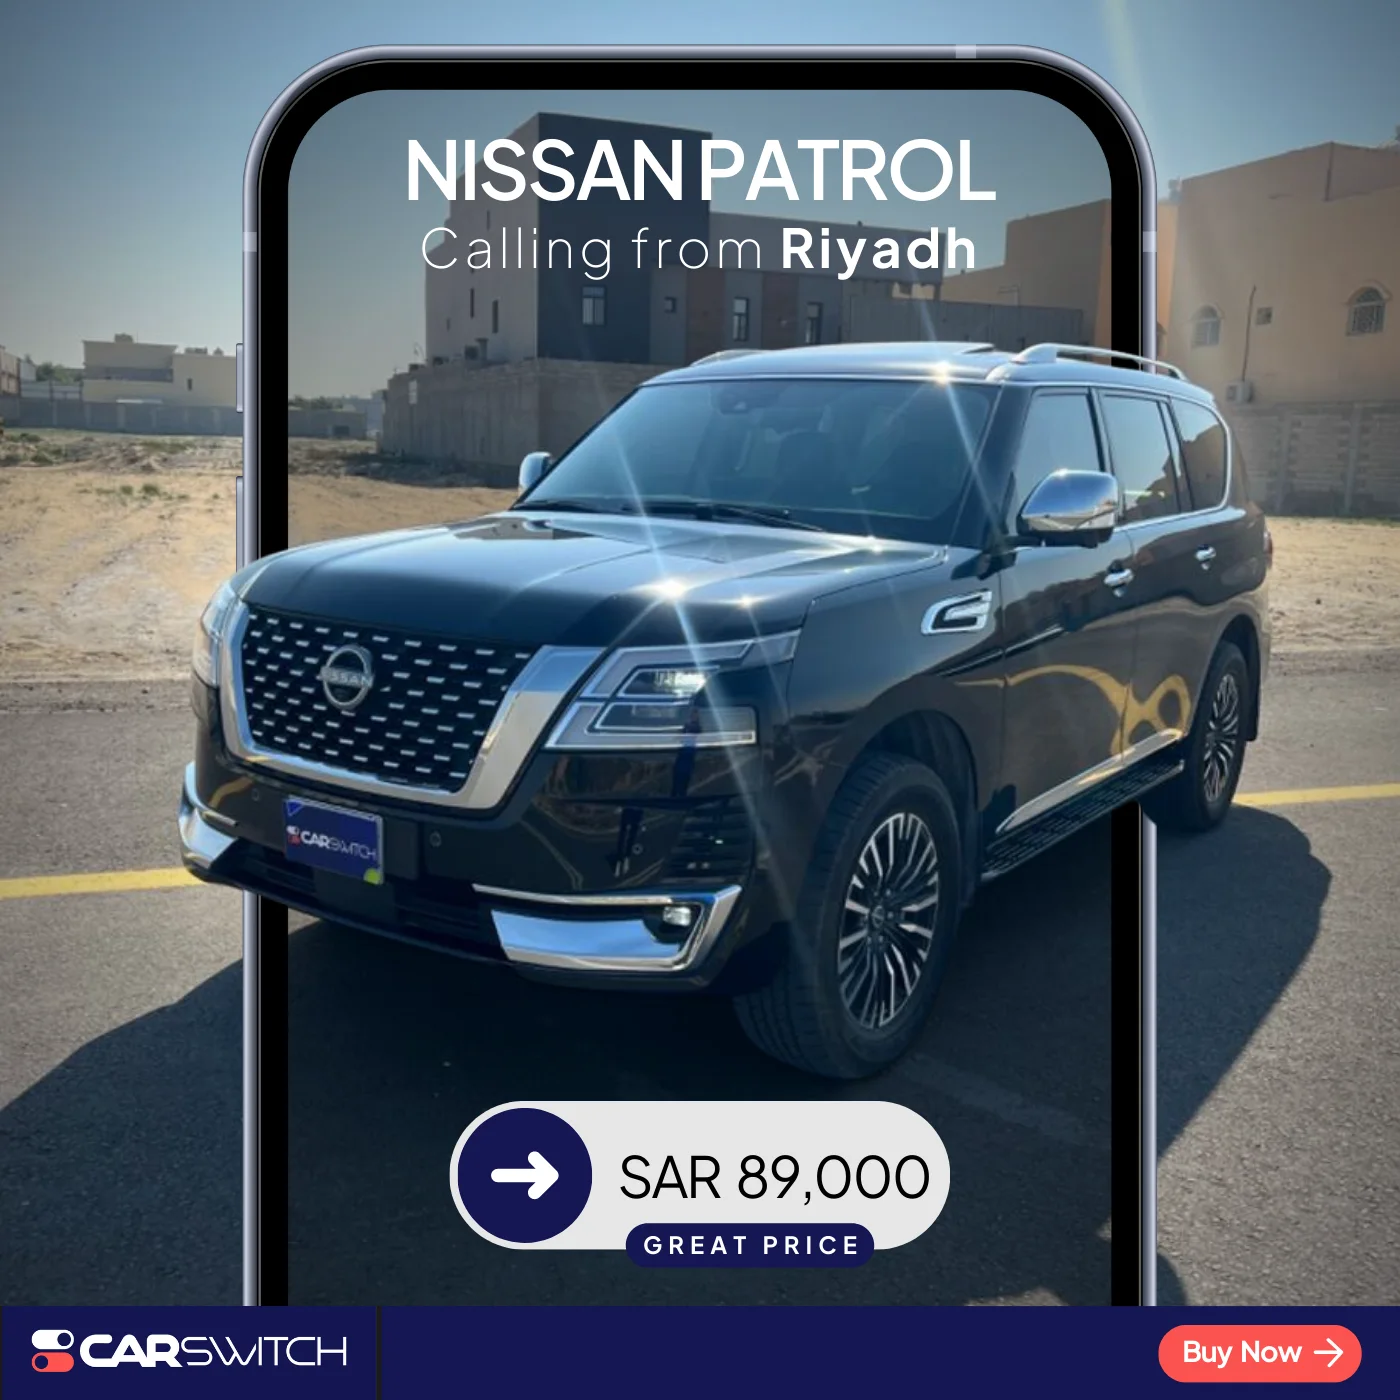 NISSAN PATROL
Calling from Riyadh
NISSAN
CARSWITCH
SAR 89,000
GREAT PRICE
CARSWITCH
Buy Now